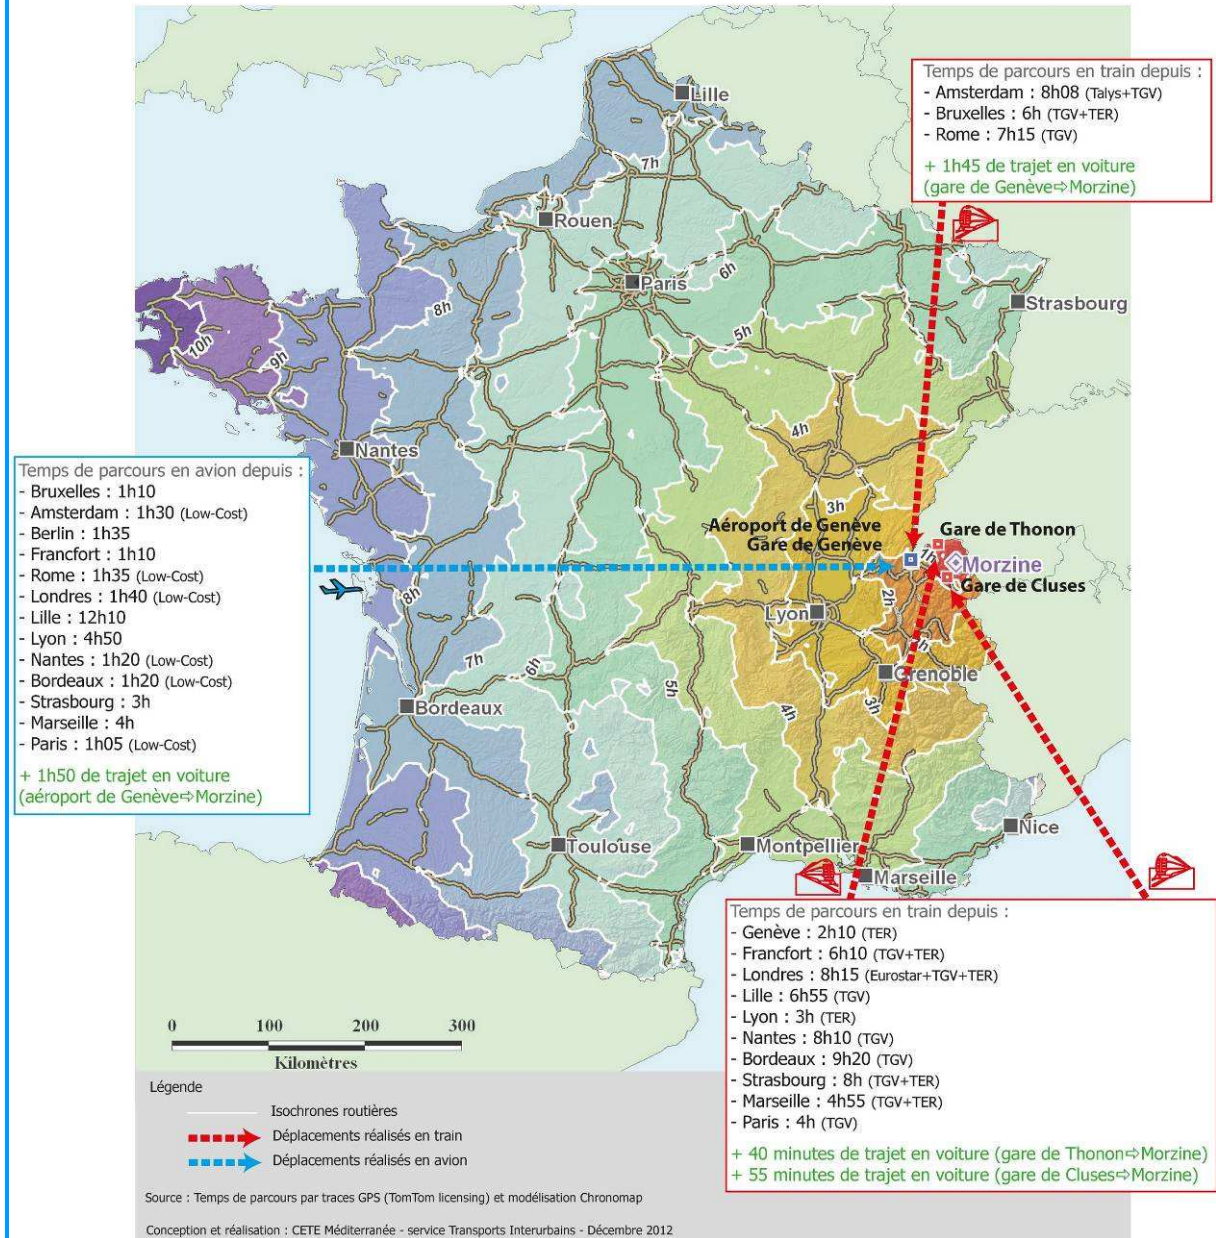 Lille
Rouen
Paris
Strasbourg
Nantes
Lyon
Grenoble
Bordeaux
Toulouse
Montpellier
Marseille
Nice
Morzine
Aéroport de Genève
Gare de Genève
Gare de Thonon
Gare de Cluses
7h
8h
6h
5h
10h
9h
4h
3h
1h
2h
8h
7h
6h
5h
4h
3h
Temps de parcours en train depuis :
- Amsterdam : 8h08 (Talys+TGV)
- Bruxelles : 6h (TGV+TER)
- Rome : 7h15 (TGV)
+ 1h45 de trajet en voiture
(gare de Genève⇨Morzine)
Temps de parcours en avion depuis :
- Bruxelles : 1h10
- Amsterdam : 1h30 (Low-Cost)
- Berlin : 1h35
- Francfort : 1h10
- Rome : 1h35 (Low-Cost)
- Londres : 1h40 (Low-Cost)
- Lille : 12h10
- Lyon : 4h50
- Nantes : 1h20 (Low-Cost)
- Bordeaux : 1h20 (Low-Cost)
- Strasbourg : 3h
- Marseille : 4h
- Paris : 1h05 (Low-Cost)
+ 1h50 de trajet en voiture
(aéroport de Genève⇨Morzine)
Temps de parcours en train depuis :
- Genève : 2h10 (TER)
- Francfort : 6h10 (TGV+TER)
- Londres : 8h15 (Eurostar+TGV+TER)
- Lille : 6h55 (TGV)
- Lyon : 3h (TER)
- Nantes : 8h10 (TGV)
- Bordeaux : 9h20 (TGV)
- Strasbourg : 8h (TGV+TER)
- Marseille : 4h55 (TGV+TER)
- Paris : 4h (TGV)
+ 40 minutes de trajet en voiture (gare de Thonon⇨Morzine)
+ 55 minutes de trajet en voiture (gare de Cluses⇨Morzine)
0 100 200 300
Kilomètres
Légende
Isochrones routières
Déplacements réalisés en train
Déplacements réalisés en avion
Source : Temps de parcours par traces GPS (TomTom licensing) et modélisation Chronomap
Conception et réalisation : CETE Méditerranée - service Transports Interurbains - Décembre 2012